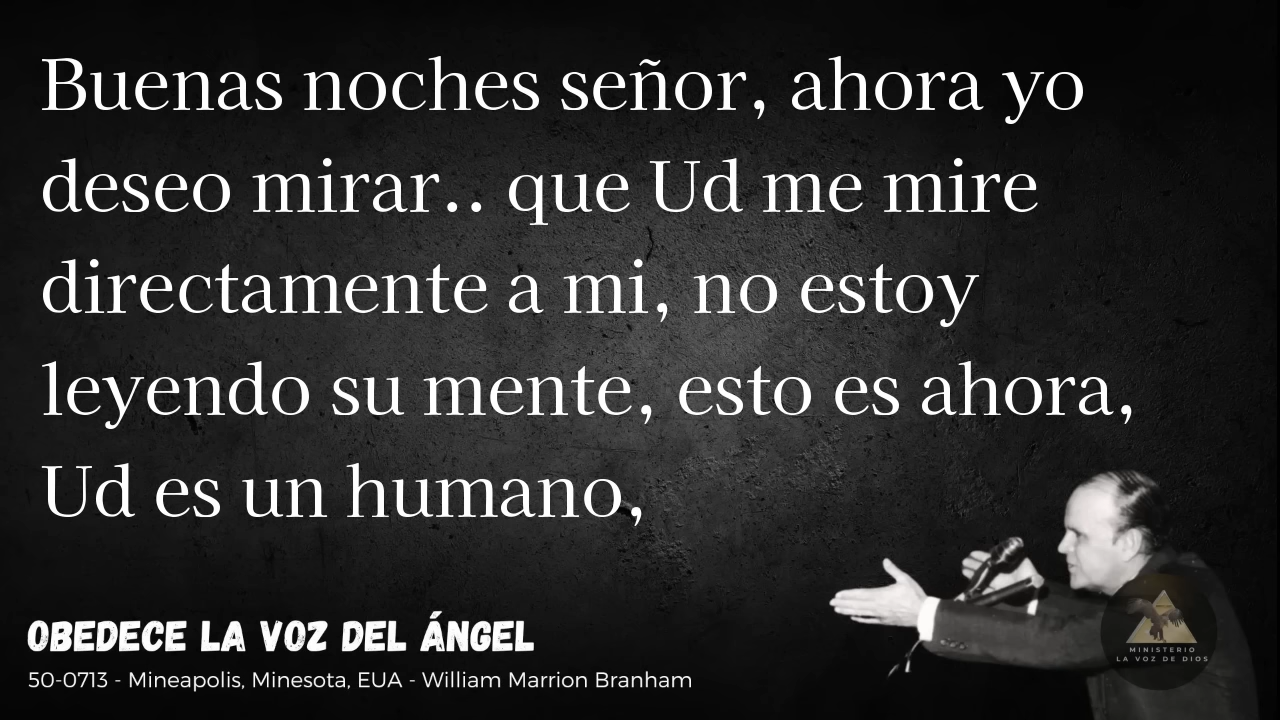 Buenas noches señor, ahora yo
deseo mirar.. que Ud me mire
directamente a mi, no estoy
leyendo su mente, esto es ahora,
Ud es un humano,
OBEDECE LA VOZ DEL ÁNGEL
50-0713 - Mineapolis, Minesota, EUA - William Marrion Branham
MINISTERIO
LA VOZ DE DIOS